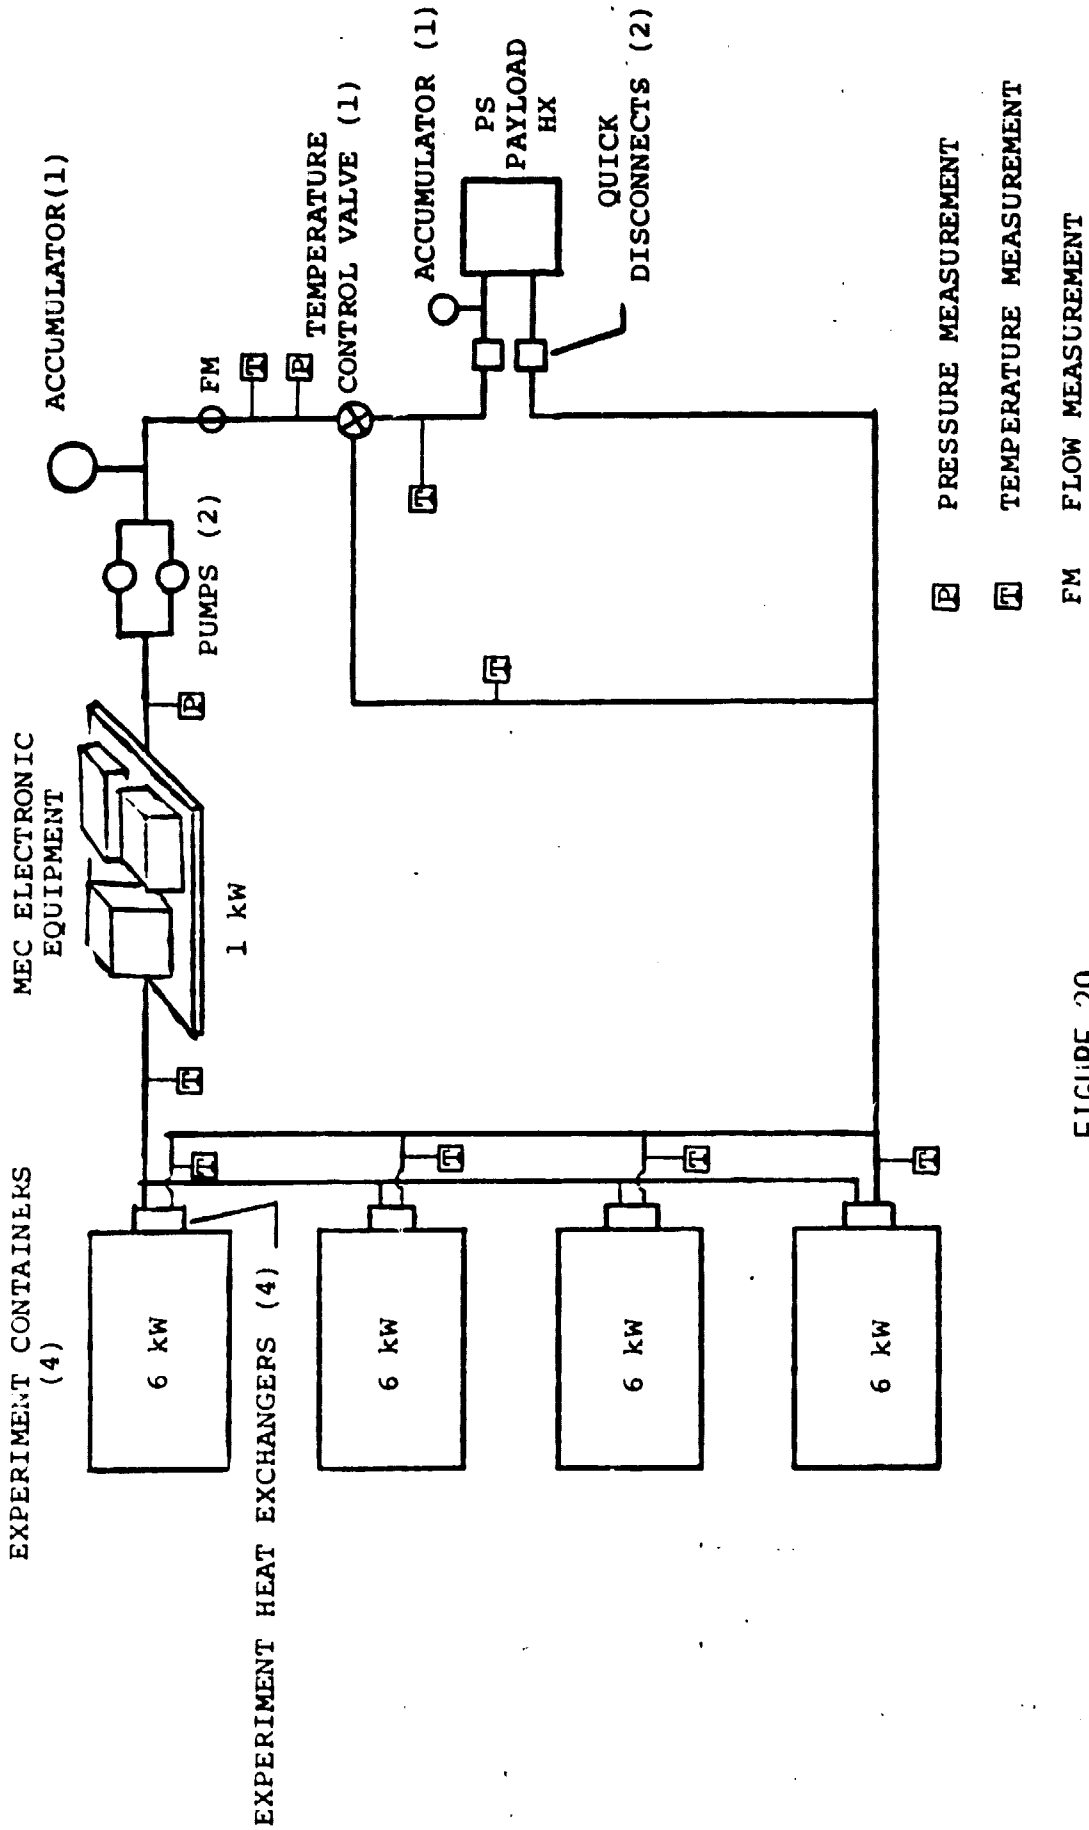 EXPERIMENT CONTAINERS
(4)
6 kW
6 kW
6 kW
6 kW
EXPERIMENT HEAT EXCHANGERS (4)
T
T
T
T
T
MEC ELECTRONIC
EQUIPMENT
1 kW
P
PUMPS (2)
ACCUMULATOR(1)
FM
T
P
TEMPERATURE
CONTROL VALVE (1)
T
T
ACCUMULATOR (1)
PS
PAYLOAD
HX
QUICK
DISCONNECTS (2)
P PRESSURE MEASUREMENT
T TEMPERATURE MEASUREMENT
FM FLOW MEASUREMENT
FIGURE 20